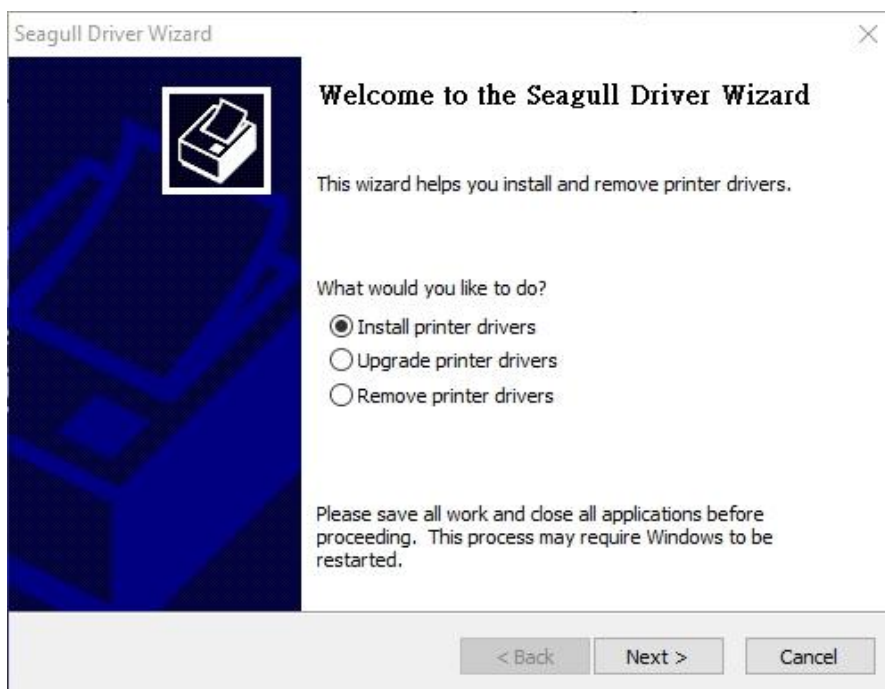 Seagull Driver Wizard
Welcome to the Seagull Driver Wizard
This wizard helps you install and remove printer drivers.
What would you like to do?
Install printer drivers
Upgrade printer drivers
Remove printer drivers
Please save all work and close all applications before
proceeding.  This process may require Windows to be
restarted.
< Back
Next >
Cancel